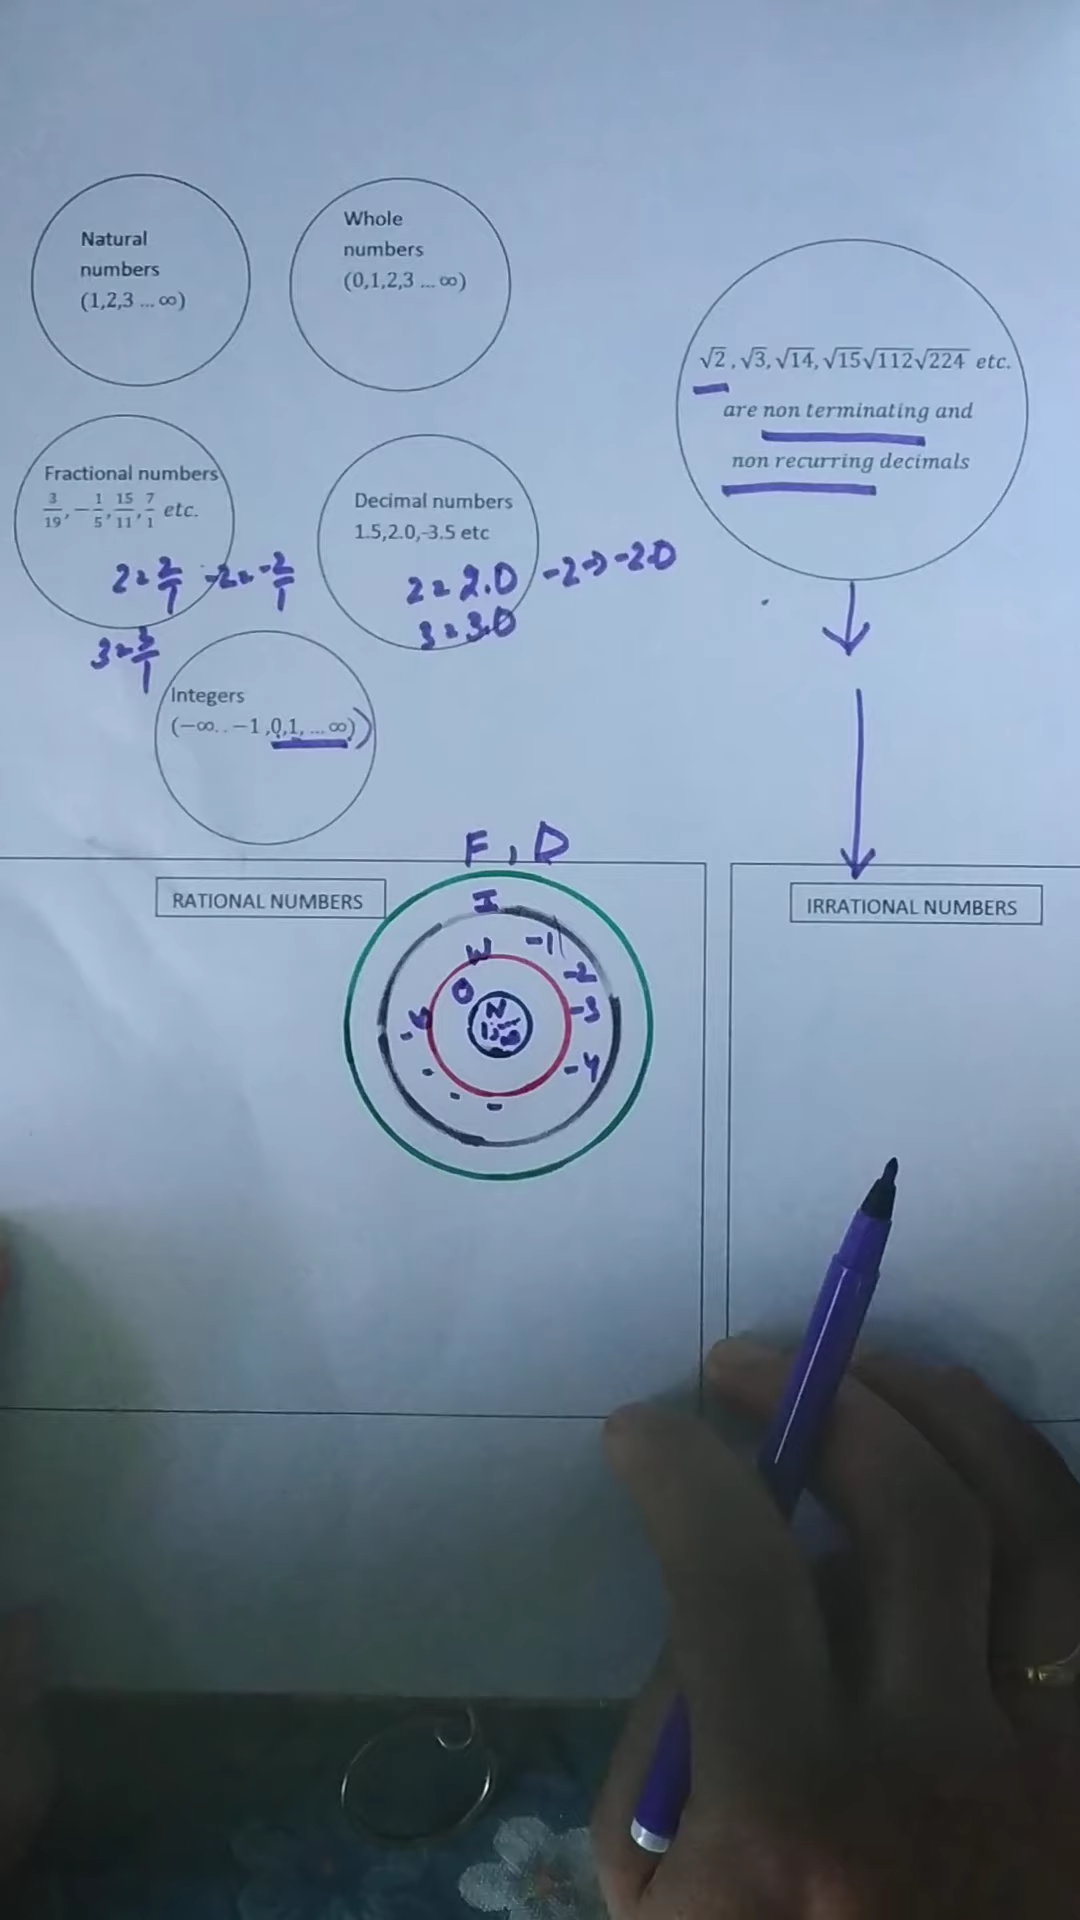 Natural
numbers
(1,2,3 ... ∞)
Whole
numbers
(0,1,2,3 ... ∞)
√2 , √3, √14, √15√112√224 etc.
are non terminating and
non recurring decimals
Fractional numbers
3/19, −1/5, 15/11, 7/1 etc.
2 = 2/1 -2 = -2/1
3 = 3/1
Decimal numbers
1.5,2.0,-3.5 etc
2 = 2.0 -2 → -2.0
3 = 3.0
Integers
(−∞. . −1 ,0,1, ... ∞)
F, D
RATIONAL NUMBERS
I
W -1
-2
0 -3
N
-4
IRRATIONAL NUMBERS